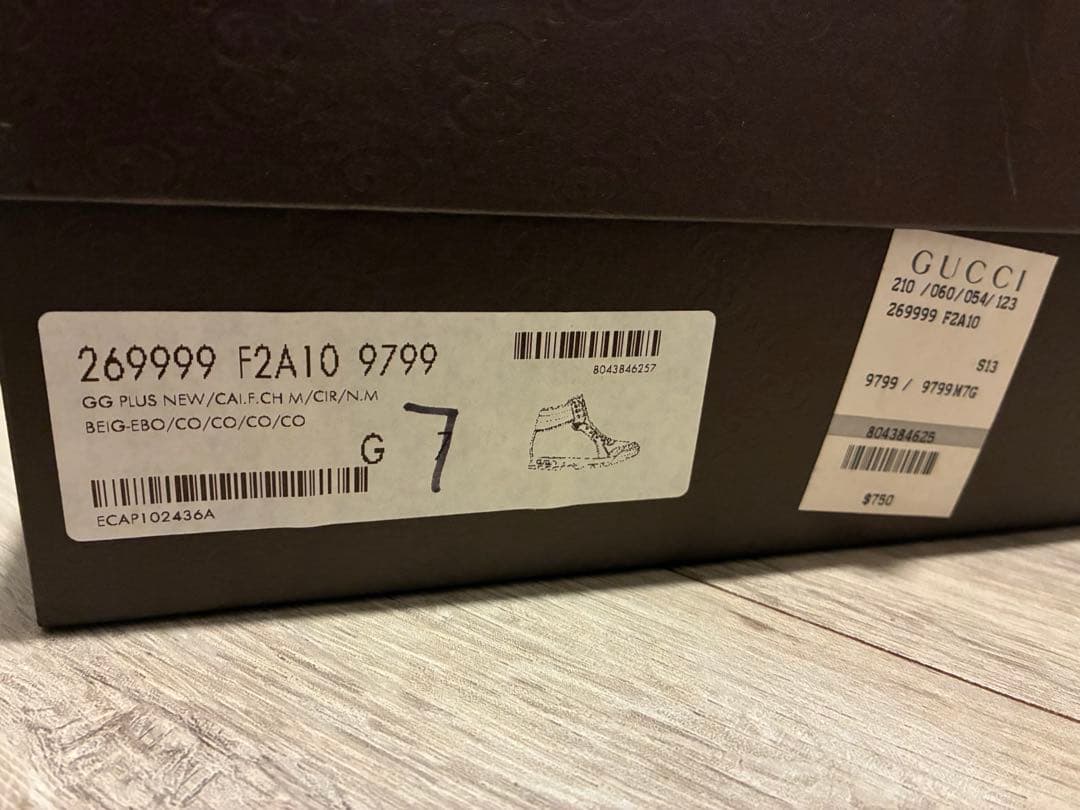 269999 F2A10 9799
GG PLUS NEW/CAI.F.CH M/CIR/N.M
BEIG-EBO/CO/CO/CO/CO
G 7
ECAP102436A
8043846257
GUCCI
210 /060/054/123
269999 F2A10
S13
9799 / 9799M7G
804384625
$750